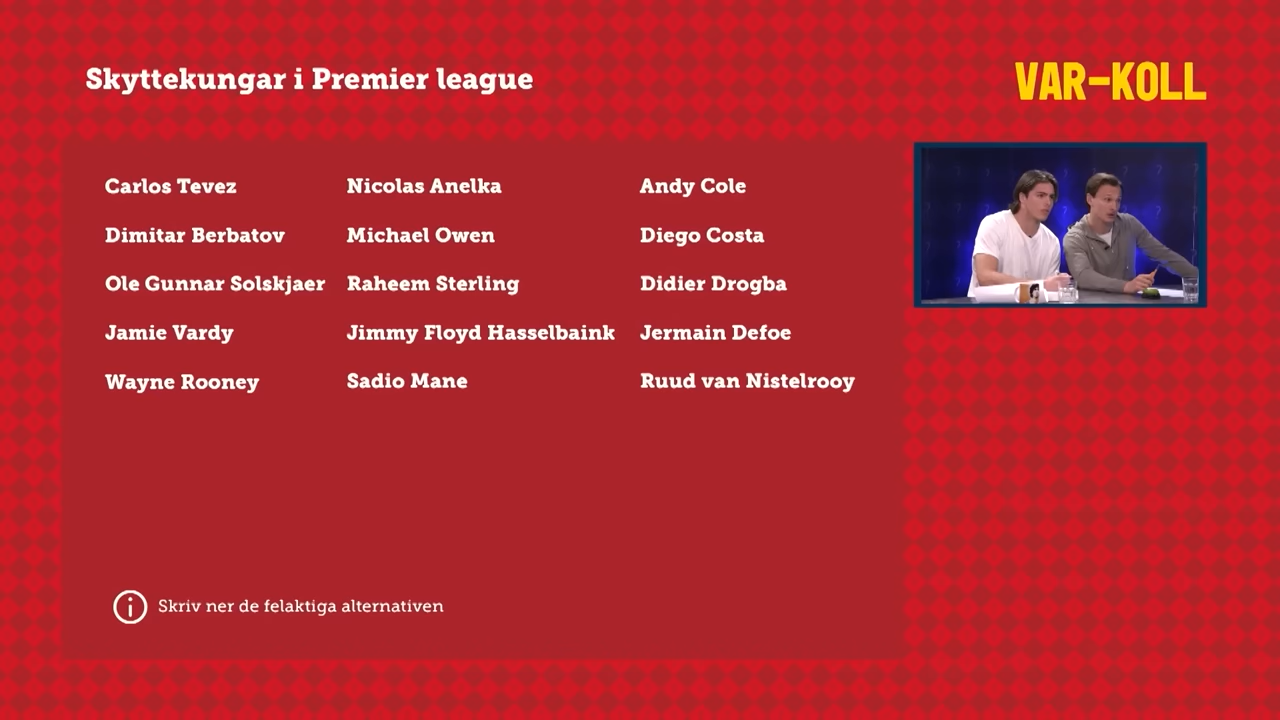 Skyttekungar i Premier league
VAR-KOLL
Carlos Tevez
Nicolas Anelka
Andy Cole
Dimitar Berbatov
Michael Owen
Diego Costa
Ole Gunnar Solskjaer
Raheem Sterling
Didier Drogba
Jamie Vardy
Jimmy Floyd Hasselbaink
Jermain Defoe
Wayne Rooney
Sadio Mane
Ruud van Nistelrooy
Skriv ner de felaktiga alternativen